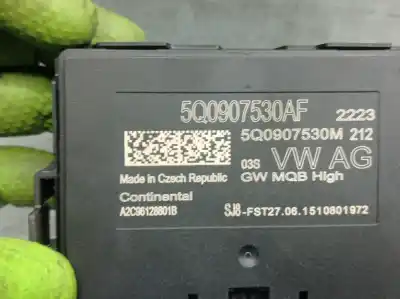 5Q0907530AF 2223
5Q0907530M 212
03S VW AG
Made in Czech Republic GW MQB High
Continental
A2C96128801B SJ8-FST27.06.1510801972